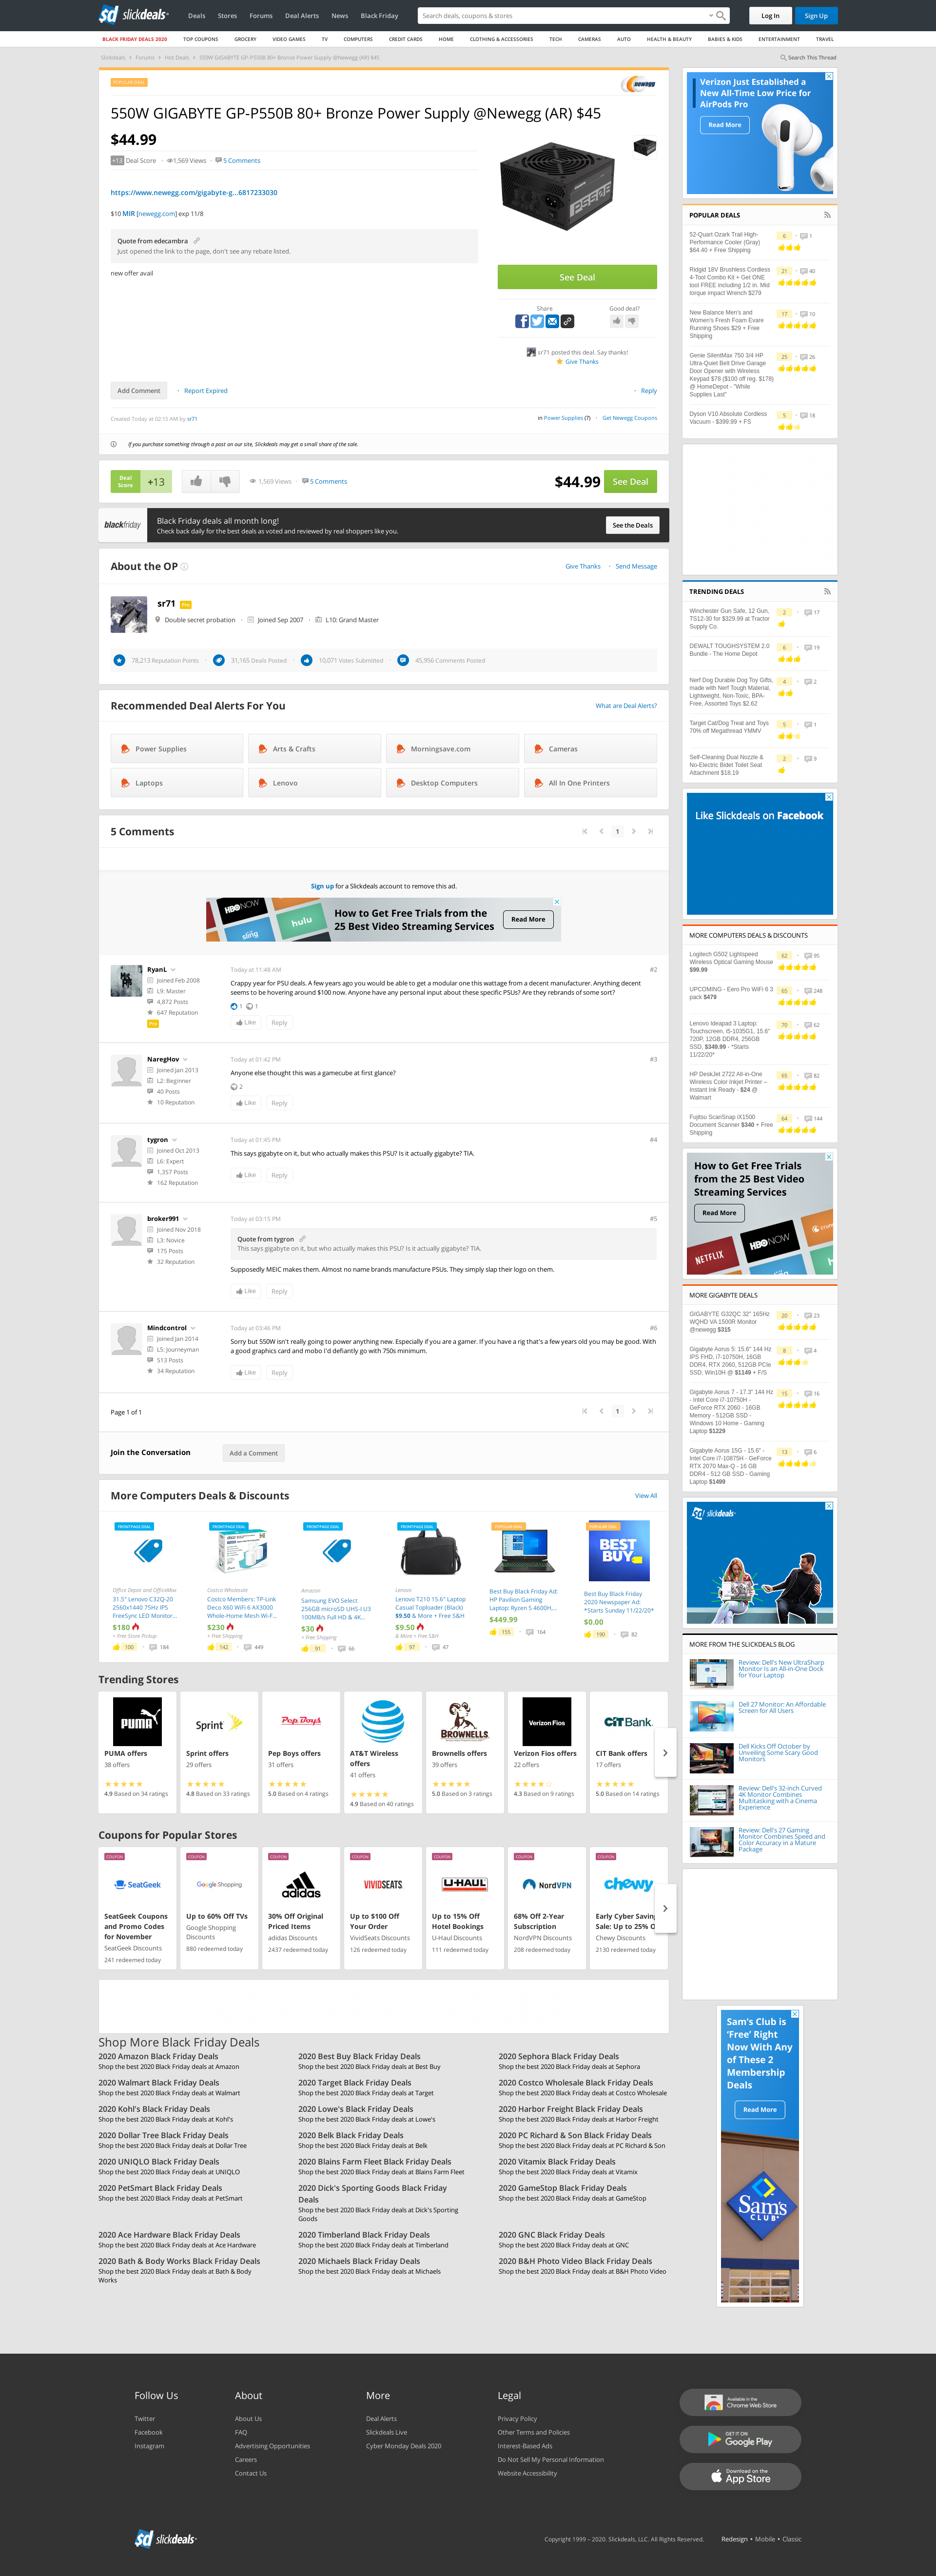 slickdeals
Deals Stores Forums Deal Alerts News Black Friday
Search deals, coupons & stores
Log In
Sign Up
BLACK FRIDAY DEALS 2020 TOP COUPONS GROCERY VIDEO GAMES TV COMPUTERS CREDIT CARDS HOME CLOTHING & ACCESSORIES TECH CAMERAS AUTO HEALTH & BEAUTY BABIES & KIDS ENTERTAINMENT TRAVEL
Slickdeals Forums Hot Deals 550W GIGABYTE GP-P550B 80+ Bronze Power Supply @Newegg (AR) $45
Search This Thread
POPULAR DEAL
newegg
550W GIGABYTE GP-P550B 80+ Bronze Power Supply @Newegg (AR) $45
$44.99
+13 Deal Score 1,569 Views 5 Comments
https://www.newegg.com/gigabyte-g...6817233030
$10 MIR [newegg.com] exp 11/8
Quote from edecambra
Just opened the link to the page, don't see any rebate listed.
new offer avail
See Deal
Share
Good deal?
sr71 posted this deal. Say thanks!
Give Thanks
Add Comment
Report Expired
Reply
Created Today at 02:15 AM by sr71
in Power Supplies (7) Get Newegg Coupons
If you purchase something through a post on our site, Slickdeals may get a small share of the sale.
Deal Score +13
1,569 Views 5 Comments
$44.99 See Deal
blackfriday
Black Friday deals all month long!
Check back daily for the best deals as voted and reviewed by real shoppers like you.
See the Deals
About the OP
Give Thanks Send Message
sr71 Pro
Double secret probation Joined Sep 2007 L10: Grand Master
78,213 Reputation Points 31,165 Deals Posted 10,071 Votes Submitted 45,956 Comments Posted
Recommended Deal Alerts For You
What are Deal Alerts?
Power Supplies Arts & Crafts Morningsave.com Cameras
Laptops Lenovo Desktop Computers All In One Printers
5 Comments
1
Sign up for a Slickdeals account to remove this ad.
HBO NOW
sling
hulu
How to Get Free Trials from the
25 Best Video Streaming Services
Read More
RyanL
Joined Feb 2008
L9: Master
4,872 Posts
647 Reputation
Pro
Today at 11:48 AM
#2
Crappy year for PSU deals. A few years ago you would be able to get a modular one this wattage from a decent manufacturer. Anything decent
seems to be hovering around $100 now. Anyone have any personal input about these specific PSUs? Are they rebrands of some sort?
1 1
Like Reply
NaregHov
Joined Jan 2013
L2: Beginner
40 Posts
10 Reputation
Today at 01:42 PM
#3
Anyone else thought this was a gamecube at first glance?
2
Like Reply
tygron
Joined Oct 2013
L6: Expert
1,357 Posts
162 Reputation
Today at 01:45 PM
#4
This says gigabyte on it, but who actually makes this PSU? Is it actually gigabyte? TIA.
Like Reply
broker991
Joined Nov 2018
L3: Novice
175 Posts
32 Reputation
Today at 03:15 PM
#5
Quote from tygron
This says gigabyte on it, but who actually makes this PSU? Is it actually gigabyte? TIA.
Supposedly MEIC makes them. Almost no name brands manufacture PSUs. They simply slap their logo on them.
Like Reply
Mindcontrol
Joined Jan 2014
L5: Journeyman
513 Posts
34 Reputation
Today at 03:46 PM
#6
Sorry but 550W isn't really going to power anything new. Especially if you are a gamer. If you have a rig that's a few years old you may be good. With
a good graphics card and mobo I'd defiantly go with 750s minimum.
Like Reply
Page 1 of 1
1
Join the Conversation
Add a Comment
More Computers Deals & Discounts
View All
FRONTPAGE DEAL
Office Depot and OfficeMax
31.5" Lenovo C32Q-20
2560x1440 75Hz IPS
FreeSync LED Monitor...
$180
+ Free Store Pickup
100 184
FRONTPAGE DEAL
Costco Wholesale
Costco Members: TP-Link
Deco X60 WiFi 6 AX3000
Whole-Home Mesh Wi-F...
$230
+ Free Shipping
142 449
FRONTPAGE DEAL
Amazon
Samsung EVO Select
256GB microSD UHS-I U3
100MB/s Full HD & 4K...
$30
+ Free Shipping
91 66
FRONTPAGE DEAL
Lenovo
Lenovo T210 15.6" Laptop
Casual Toploader (Black)
$9.50 & More + Free S&H
$9.50
& More + Free S&H
97 47
POPULAR DEAL
Best Buy Black Friday Ad:
HP Pavilion Gaming
Laptop: Ryzen 5 4600H,...
$449.99
155 164
POPULAR DEAL
BEST BUY
Best Buy Black Friday
2020 Newspaper Ad:
*Starts Sunday 11/22/20*
$0.00
190 82
Trending Stores
PUMA
PUMA offers
38 offers
4.9 Based on 34 ratings
Sprint
Sprint offers
29 offers
4.8 Based on 33 ratings
Pep Boys
Pep Boys offers
31 offers
5.0 Based on 4 ratings
AT&T Wireless
offers
41 offers
4.9 Based on 40 ratings
BROWNELLS
Brownells offers
39 offers
5.0 Based on 3 ratings
Verizon Fios
Verizon Fios offers
22 offers
4.3 Based on 9 ratings
CIT Bank
CIT Bank offers
17 offers
5.0 Based on 14 ratings
Coupons for Popular Stores
COUPON
SeatGeek
SeatGeek Coupons
and Promo Codes
for November
SeatGeek Discounts
241 redeemed today
COUPON
Google Shopping
Up to 60% Off TVs
Google Shopping
Discounts
880 redeemed today
COUPON
adidas
30% Off Original
Priced Items
adidas Discounts
2437 redeemed today
COUPON
VIVIDSEATS
Up to $100 Off
Your Order
VividSeats Discounts
126 redeemed today
COUPON
U-HAUL
Up to 15% Off
Hotel Bookings
U-Haul Discounts
111 redeemed today
COUPON
NordVPN
68% Off 2-Year
Subscription
NordVPN Discounts
208 redeemed today
COUPON
chewy
Early Cyber Saving
Sale: Up to 25% O
Chewy Discounts
2130 redeemed today
Shop More Black Friday Deals
2020 Amazon Black Friday Deals
Shop the best 2020 Black Friday deals at Amazon
2020 Best Buy Black Friday Deals
Shop the best 2020 Black Friday deals at Best Buy
2020 Sephora Black Friday Deals
Shop the best 2020 Black Friday deals at Sephora
2020 Walmart Black Friday Deals
Shop the best 2020 Black Friday deals at Walmart
2020 Target Black Friday Deals
Shop the best 2020 Black Friday deals at Target
2020 Costco Wholesale Black Friday Deals
Shop the best 2020 Black Friday deals at Costco Wholesale
2020 Kohl's Black Friday Deals
Shop the best 2020 Black Friday deals at Kohl's
2020 Lowe's Black Friday Deals
Shop the best 2020 Black Friday deals at Lowe's
2020 Harbor Freight Black Friday Deals
Shop the best 2020 Black Friday deals at Harbor Freight
2020 Dollar Tree Black Friday Deals
Shop the best 2020 Black Friday deals at Dollar Tree
2020 Belk Black Friday Deals
Shop the best 2020 Black Friday deals at Belk
2020 PC Richard & Son Black Friday Deals
Shop the best 2020 Black Friday deals at PC Richard & Son
2020 UNIQLO Black Friday Deals
Shop the best 2020 Black Friday deals at UNIQLO
2020 Blains Farm Fleet Black Friday Deals
Shop the best 2020 Black Friday deals at Blains Farm Fleet
2020 Vitamix Black Friday Deals
Shop the best 2020 Black Friday deals at Vitamix
2020 PetSmart Black Friday Deals
Shop the best 2020 Black Friday deals at PetSmart
2020 Dick's Sporting Goods Black Friday
Deals
Shop the best 2020 Black Friday deals at Dick's Sporting
Goods
2020 GameStop Black Friday Deals
Shop the best 2020 Black Friday deals at GameStop
2020 Ace Hardware Black Friday Deals
Shop the best 2020 Black Friday deals at Ace Hardware
2020 Timberland Black Friday Deals
Shop the best 2020 Black Friday deals at Timberland
2020 GNC Black Friday Deals
Shop the best 2020 Black Friday deals at GNC
2020 Bath & Body Works Black Friday Deals
Shop the best 2020 Black Friday deals at Bath & Body
Works
2020 Michaels Black Friday Deals
Shop the best 2020 Black Friday deals at Michaels
2020 B&H Photo Video Black Friday Deals
Shop the best 2020 Black Friday deals at B&H Photo Video
Verizon Just Established a
New All-Time Low Price for
AirPods Pro
Read More
POPULAR DEALS
52-Quart Ozark Trail High-
Performance Cooler (Gray)
$64.40 + Free Shipping
6 1
Ridgid 18V Brushless Cordless
4-Tool Combo Kit + Get ONE
tool FREE including 1/2 in. Mid
torque impact Wrench $279
21 40
New Balance Men's and
Women's Fresh Foam Evare
Running Shoes $29 + Free
Shipping
17 10
Genie SilentMax 750 3/4 HP
Ultra-Quiet Belt Drive Garage
Door Opener with Wireless
Keypad $78 ($100 off reg. $178)
@ HomeDepot - "While
Supplies Last"
25 26
Dyson V10 Absolute Cordless
Vacuum - $399.99 + FS
5 18
TRENDING DEALS
Winchester Gun Safe, 12 Gun,
TS12-30 for $329.99 at Tractor
Supply Co.
2 17
DEWALT TOUGHSYSTEM 2.0
Bundle - The Home Depot
6 19
Nerf Dog Durable Dog Toy Gifts,
made with Nerf Tough Material,
Lightweight, Non-Toxic, BPA-
Free, Assorted Toys $2.62
4 2
Target Cat/Dog Treat and Toys
70% off Megathread YMMV
5 1
Self-Cleaning Dual Nozzle &
No-Electric Bidet Toilet Seat
Attachment $18.19
2 9
Like Slickdeals on Facebook
MORE COMPUTERS DEALS & DISCOUNTS
Logitech G502 Lightspeed
Wireless Optical Gaming Mouse
$99.99
62 95
UPCOMING - Eero Pro WiFi 6 3
pack $479
65 248
Lenovo Ideapad 3 Laptop:
Touchscreen, i5-1035G1, 15.6"
720P, 12GB DDR4, 256GB
SSD, $349.99 - *Starts
11/22/20*
70 62
HP DeskJet 2722 All-in-One
Wireless Color Inkjet Printer –
Instant Ink Ready - $24 @
Walmart
65 82
Fujitsu ScanSnap iX1500
Document Scanner $340 + Free
Shipping
64 144
How to Get Free Trials
from the 25 Best Video
Streaming Services
Read More
NETFLIX
HBO NOW
hulu
MORE GIGABYTE DEALS
GIGABYTE G32QC 32" 165Hz
WQHD VA 1500R Monitor
@newegg $315
20 23
Gigabyte Aorus 5: 15.6" 144 Hz
IPS FHD, i7-10750H, 16GB
DDR4, RTX 2060, 512GB PCIe
SSD, Win10H @ $1149 + F/S
8 4
Gigabyte Aorus 7 - 17.3" 144 Hz
- Intel Core i7-10750H -
GeForce RTX 2060 - 16GB
Memory - 512GB SSD -
Windows 10 Home - Gaming
Laptop $1229
15 16
Gigabyte Aorus 15G - 15.6" -
Intel Core i7-10875H - GeForce
RTX 2070 Max-Q - 16 GB
DDR4 - 512 GB SSD - Gaming
Laptop $1499
13 6
slickdeals
MORE FROM THE SLICKDEALS BLOG
Review: Dell's New UltraSharp
Monitor Is an All-in-One Dock
for Your Laptop
Dell 27 Monitor: An Affordable
Screen for All Users
Dell Kicks Off October by
Unveiling Some Scary Good
Monitors
Review: Dell's 32-inch Curved
4K Monitor Combines
Multitasking with a Cinema
Experience
Review: Dell's 27 Gaming
Monitor Combines Speed and
Color Accuracy in a Mature
Package
Sam's Club is
'Free' Right
Now With Any
of These 2
Membership
Deals
Read More
Sam's
CLUB
Follow Us
Twitter
Facebook
Instagram
About
About Us
FAQ
Advertising Opportunities
Careers
Contact Us
More
Deal Alerts
Slickdeals Live
Cyber Monday Deals 2020
Legal
Privacy Policy
Other Terms and Policies
Interest-Based Ads
Do Not Sell My Personal Information
Website Accessibility
Available in the
Chrome Web Store
GET IT ON
Google Play
Download on the
App Store
slickdeals
Copyright 1999 - 2020. Slickdeals, LLC. All Rights Reserved. Redesign • Mobile • Classic